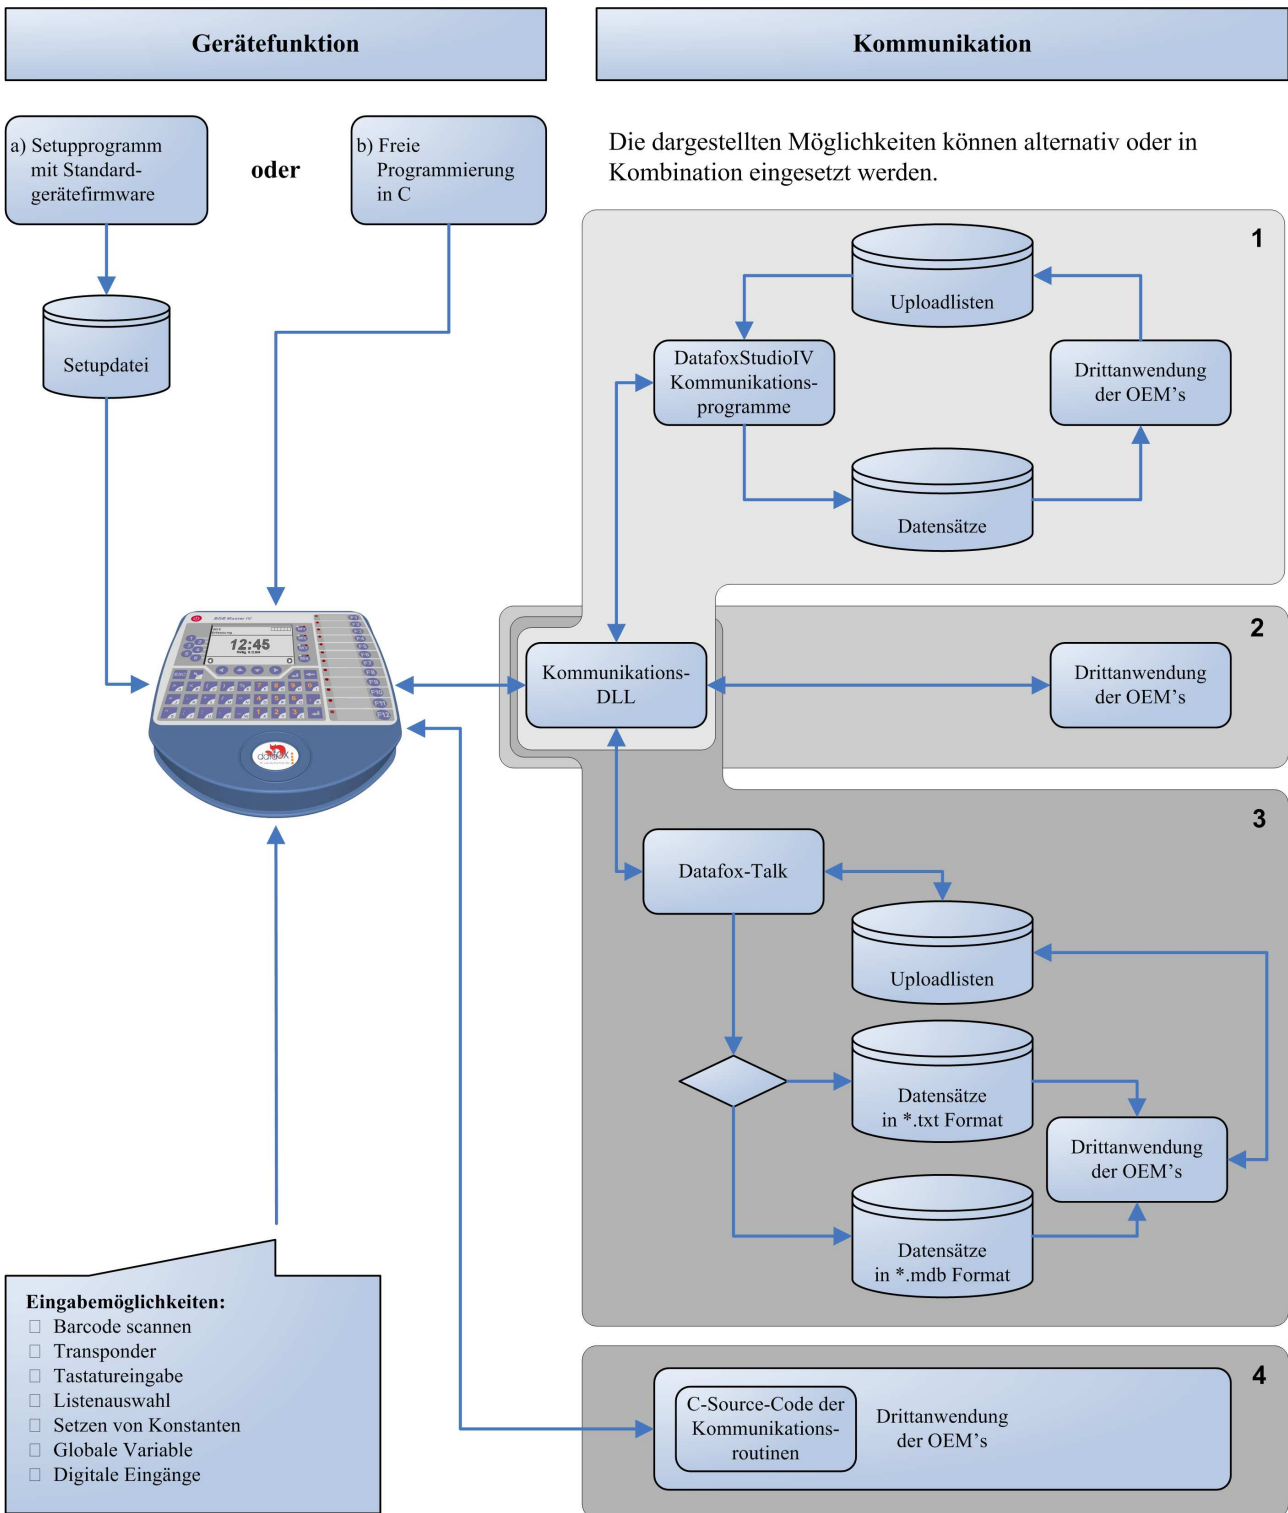 Gerätefunktion
Kommunikation
a) Setupprogramm
mit Standard-
gerätefirmware
oder
b) Freie
Programmierung
in C
Setupdatei
Die dargestellten Möglichkeiten können alternativ oder in
Kombination eingesetzt werden.
1
Uploadlisten
DatafoxStudioIV
Kommunikations-
programme
Drittanwendung
der OEM's
Datensätze
2
Kommunikations-
DLL
Drittanwendung
der OEM's
12:45
datafox
F12
3
Datafox-Talk
Uploadlisten
Datensätze
in *.txt Format
Drittanwendung
der OEM's
Datensätze
in *.mdb Format
Eingabemöglichkeiten:
Barcode scannen
Transponder
Tastatureingabe
Listenauswahl
Setzen von Konstanten
Globale Variable
Digitale Eingänge
4
C-Source-Code der
Kommunikations-
routinen
Drittanwendung
der OEM's